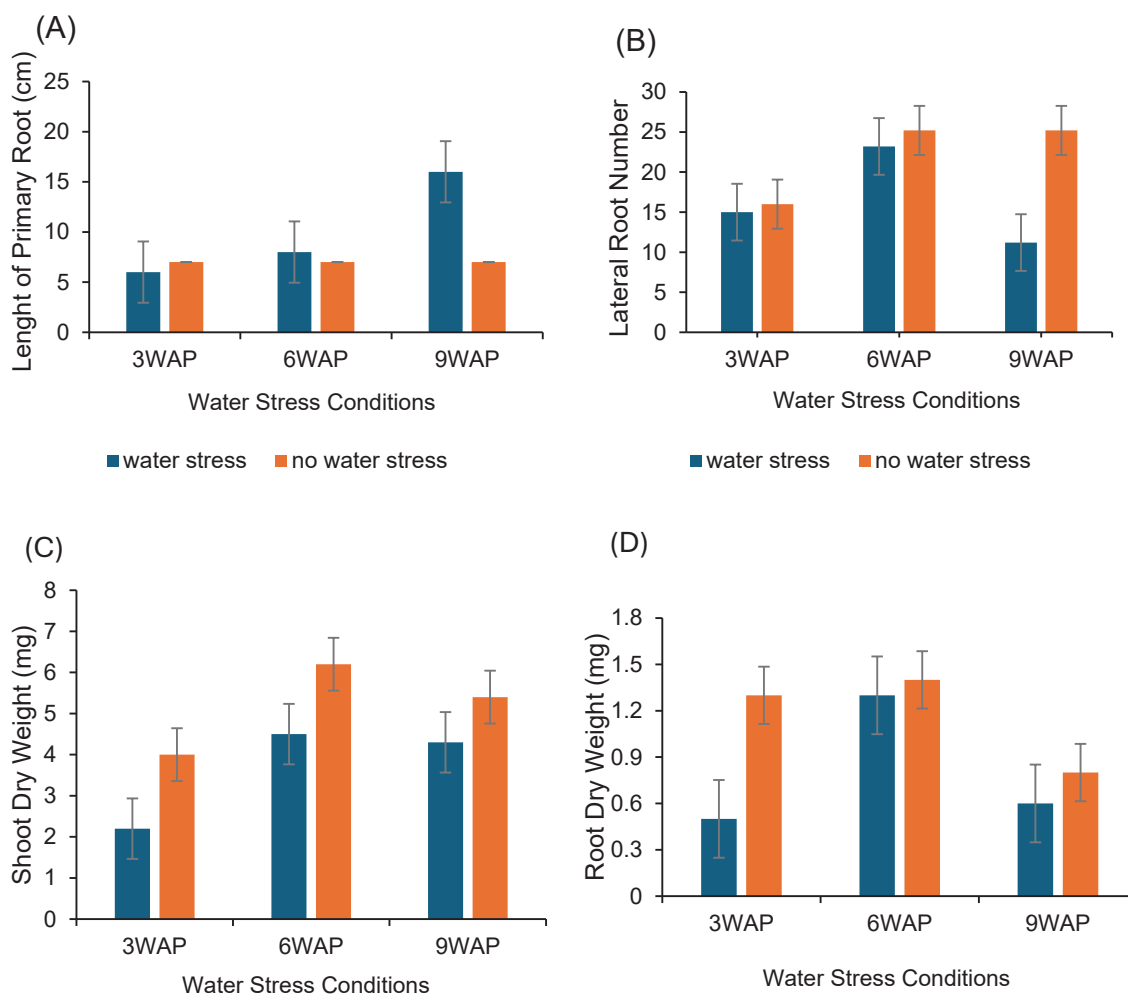 (A)
Lenght of Primary Root (cm)
25
20
15
10
5
0
3WAP 6WAP 9WAP
Water Stress Conditions
water stress no water stress
(B)
Lateral Root Number
30
25
20
15
10
5
0
3WAP 6WAP 9WAP
Water Stress Conditions
water stress no water stress
(C)
Shoot Dry Weight (mg)
8
7
6
5
4
3
2
1
0
3WAP 6WAP 9WAP
Water Stress Conditions
(D)
Root Dry Weight (mg)
1.8
1.5
1.2
0.9
0.6
0.3
0
3WAP 6WAP 9WAP
Water Stress Conditions